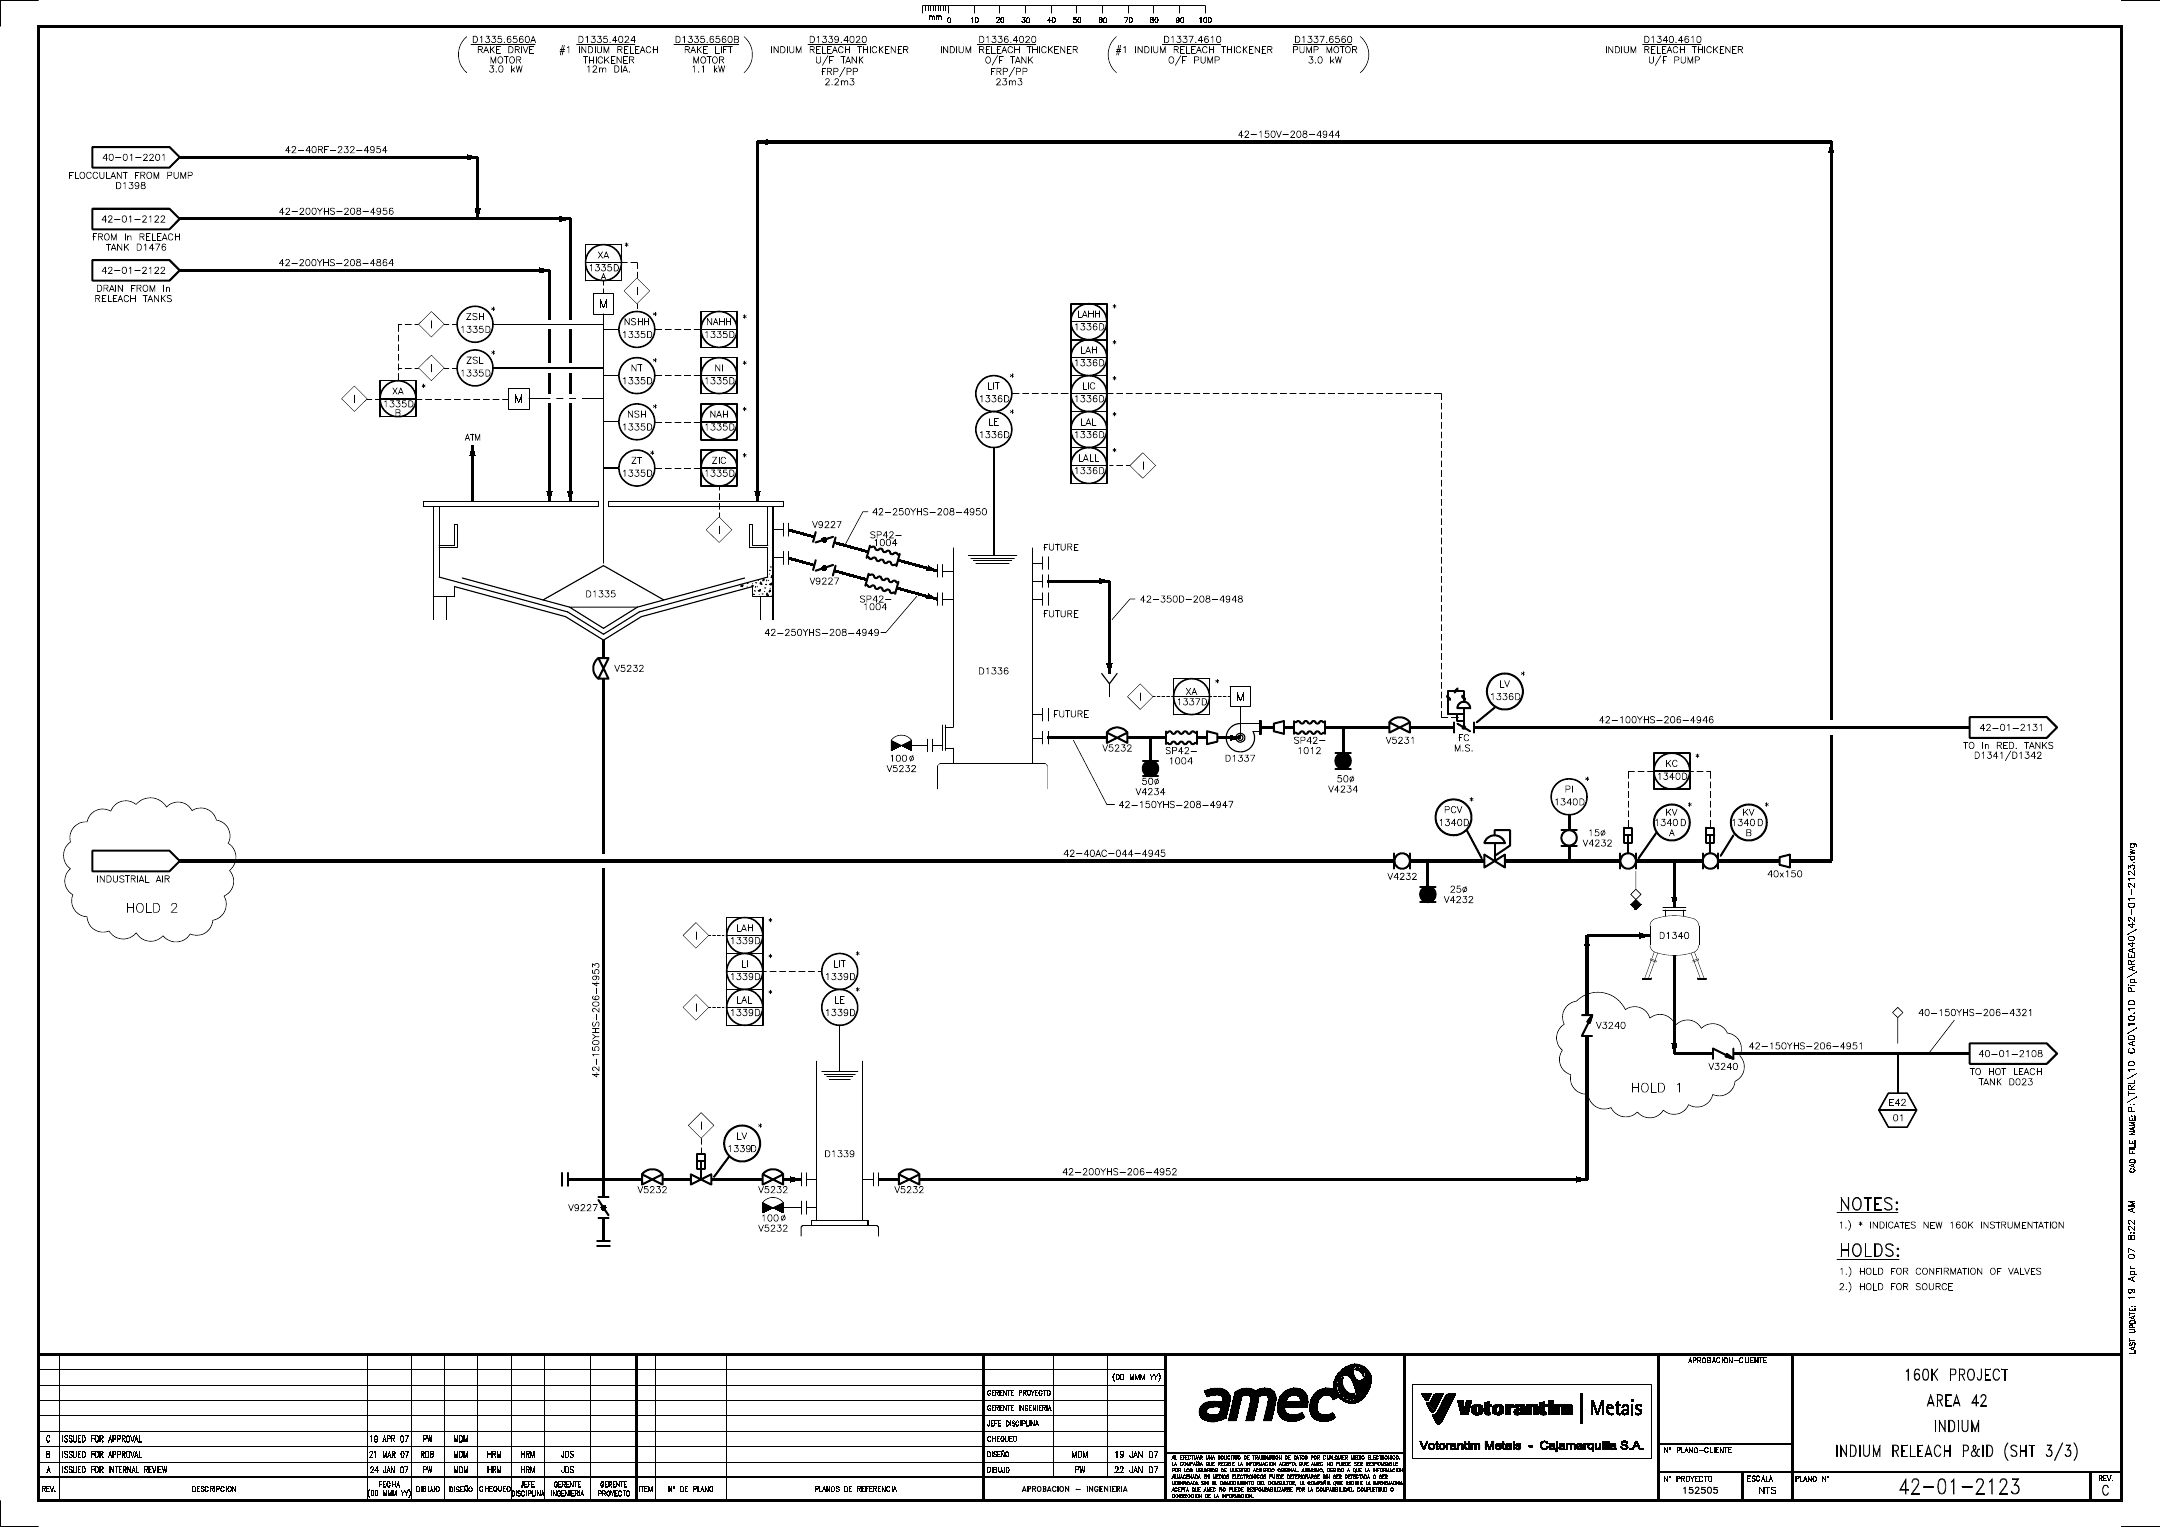 mm 0 10 20 30 40 50 60 70 80 90 100
D1335.6560A
RAKE DRIVE
MOTOR
3.0 kW
D1335.4024
#1 INDIUM RELEACH
THICKENER
12m DIA.
D1335.6560B
RAKE LIFT
MOTOR
1.1 kW
D1339.4020
INDIUM RELEACH THICKENER
U/F TANK
FRP/PP
2.2m3
D1336.4020
INDIUM RELEACH THICKENER
O/F TANK
FRP/PP
23m3
D1337.4610
#1 INDIUM RELEACH THICKENER
O/F PUMP
D1337.6560
PUMP MOTOR
3.0 kW
D1340.4610
INDIUM RELEACH THICKENER
U/F PUMP
42-150V-208-4944
40-01-2201
42-40RF-232-4954
FLOCCULANT FROM PUMP
D1398
42-01-2122
42-200YHS-208-4956
FROM In RELEACH
TANK D1476
42-01-2122
42-200YHS-208-4864
DRAIN FROM In
RELEACH TANKS
XA
1335D
A
*
M
I
ZSH
1335D
*
I
NSHH
1335D
*
NAHH
1335D
*
ZSL
1335D
*
I
NT
1335D
*
NI
1335D
*
I
XA
1335D
B
*
M
NSH
1335D
*
NAH
1335D
*
ATM
ZT
1335D
*
ZIC
1335D
*
I
D1335
V5232
V9227
42-250YHS-208-4950
SP42-
1004
V9227
SP42-
1004
42-250YHS-208-4949
LAHH
1336D
*
LAH
1336D
*
LIT
1336D
*
LIC
1336D
*
LE
1336D
*
LAL
1336D
*
LALL
1336D
*
I
FUTURE
FUTURE
42-350D-208-4948
D1336
FUTURE
100ø
V5232
V5232
50ø
V4234
SP42-
1004
42-150YHS-208-4947
I
XA
1337D
*
M
D1337
SP42-
1012
50ø
V4234
V5231
FC
M.S.
LV
1336D
*
42-100YHS-206-4946
42-01-2131
TO In RED. TANKS
D1341/D1342
INDUSTRIAL AIR
HOLD 2
42-40AC-044-4945
V4232
25ø
V4232
PCV
1340D
*
PI
1340D
*
15ø
V4232
KC
1340D
*
KV
1340D
A
*
KV
1340D
B
*
40x150
D1340
V3240
HOLD 1
V3240
42-150YHS-206-4951
40-150YHS-206-4321
E42
01
40-01-2108
TO HOT LEACH
TANK D023
42-150YHS-206-4953
I
LAH
1339D
*
LI
1339D
*
LIT
1339D
*
I
LAL
1339D
*
LE
1339D
*
I
LV
1339D
*
V5232
V5232
100ø
V5232
D1339
V5232
42-200YHS-206-4952
V9227
NOTES:
1.) * INDICATES NEW 160K INSTRUMENTATION
HOLDS:
1.) HOLD FOR CONFIRMATION OF VALVES
2.) HOLD FOR SOURCE
LAST UPDATE: 19 Apr 07 8:22 AM CAD FILE NAME: P:\TRL\10 CAD\10.10 Pip\AREA40\42-01-2123.dwg
C ISSUED FOR APPROVAL 19 APR 07 PW MDM
B ISSUED FOR APPROVAL 21 MAR 07 RDB MDM HRM HRM JDS
A ISSUED FOR INTERNAL REVIEW 24 JAN 07 PW MDM HRM HRM JDS
REV. DESCRIPCION FECHA (DD MMM YY) DIBUJO DISEÑO CHEQUEO JEFE DISCIPLINA GERENTE INGENIERIA GERENTE PROYECTO
ITEM N° DE PLANO PLANOS DE REFERENCIA
(DD MMM YY)
GERENTE PROYECTO
GERENTE INGENIERIA
JEFE DISCIPLINA
CHEQUEO
DISEÑO MDM 19 JAN 07
DIBUJO PW 22 JAN 07
APROBACION - INGENIERIA
amec
Votorantim | Metais
Votorantim Metais - Cajamarquilla S.A.
APROBACION-CLIENTE
N° PLANO-CLIENTE
N° PROYECTO
152505
ESCALA
NTS
160K PROJECT
AREA 42
INDIUM
INDIUM RELEACH P&ID (SHT 3/3)
PLANO N°
42-01-2123
REV.
C